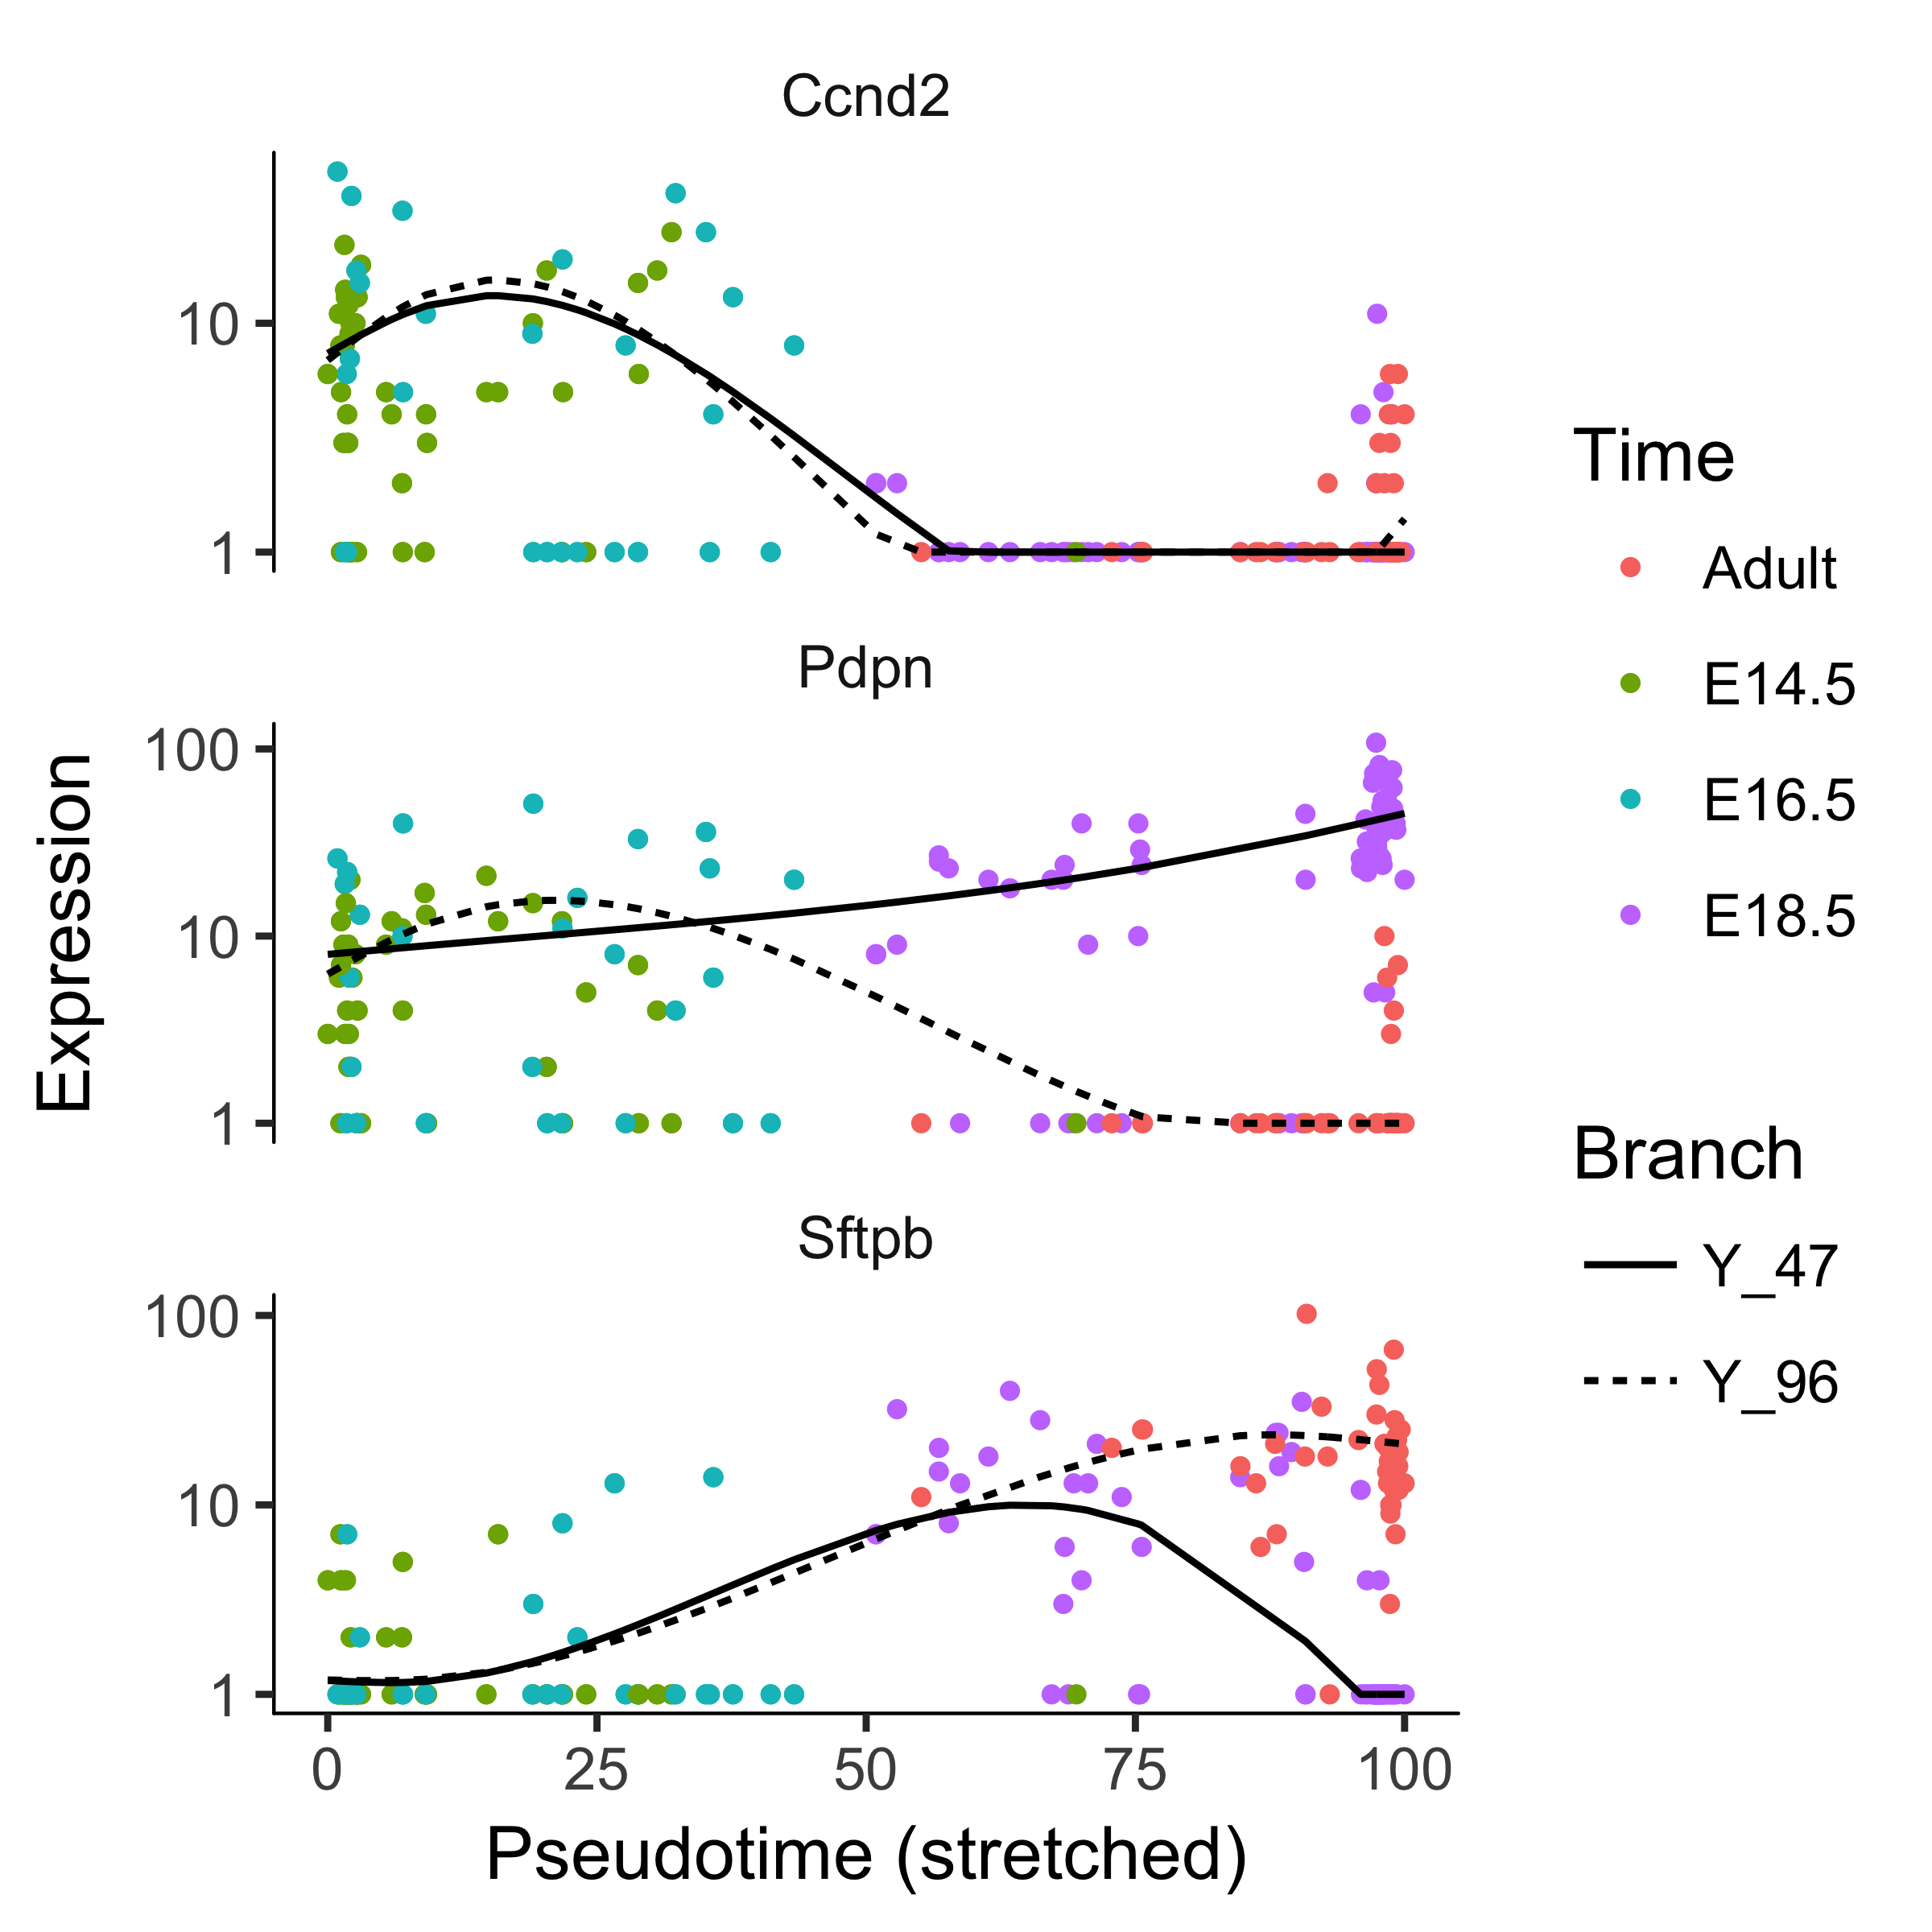 Ccnd2
10
1
Pdpn
100
10
1
Sftpb
100
10
1
0 25 50 75 100
Pseudotime (stretched)
Expression
Time
Adult
E14.5
E16.5
E18.5
Branch
Y_47
Y_96